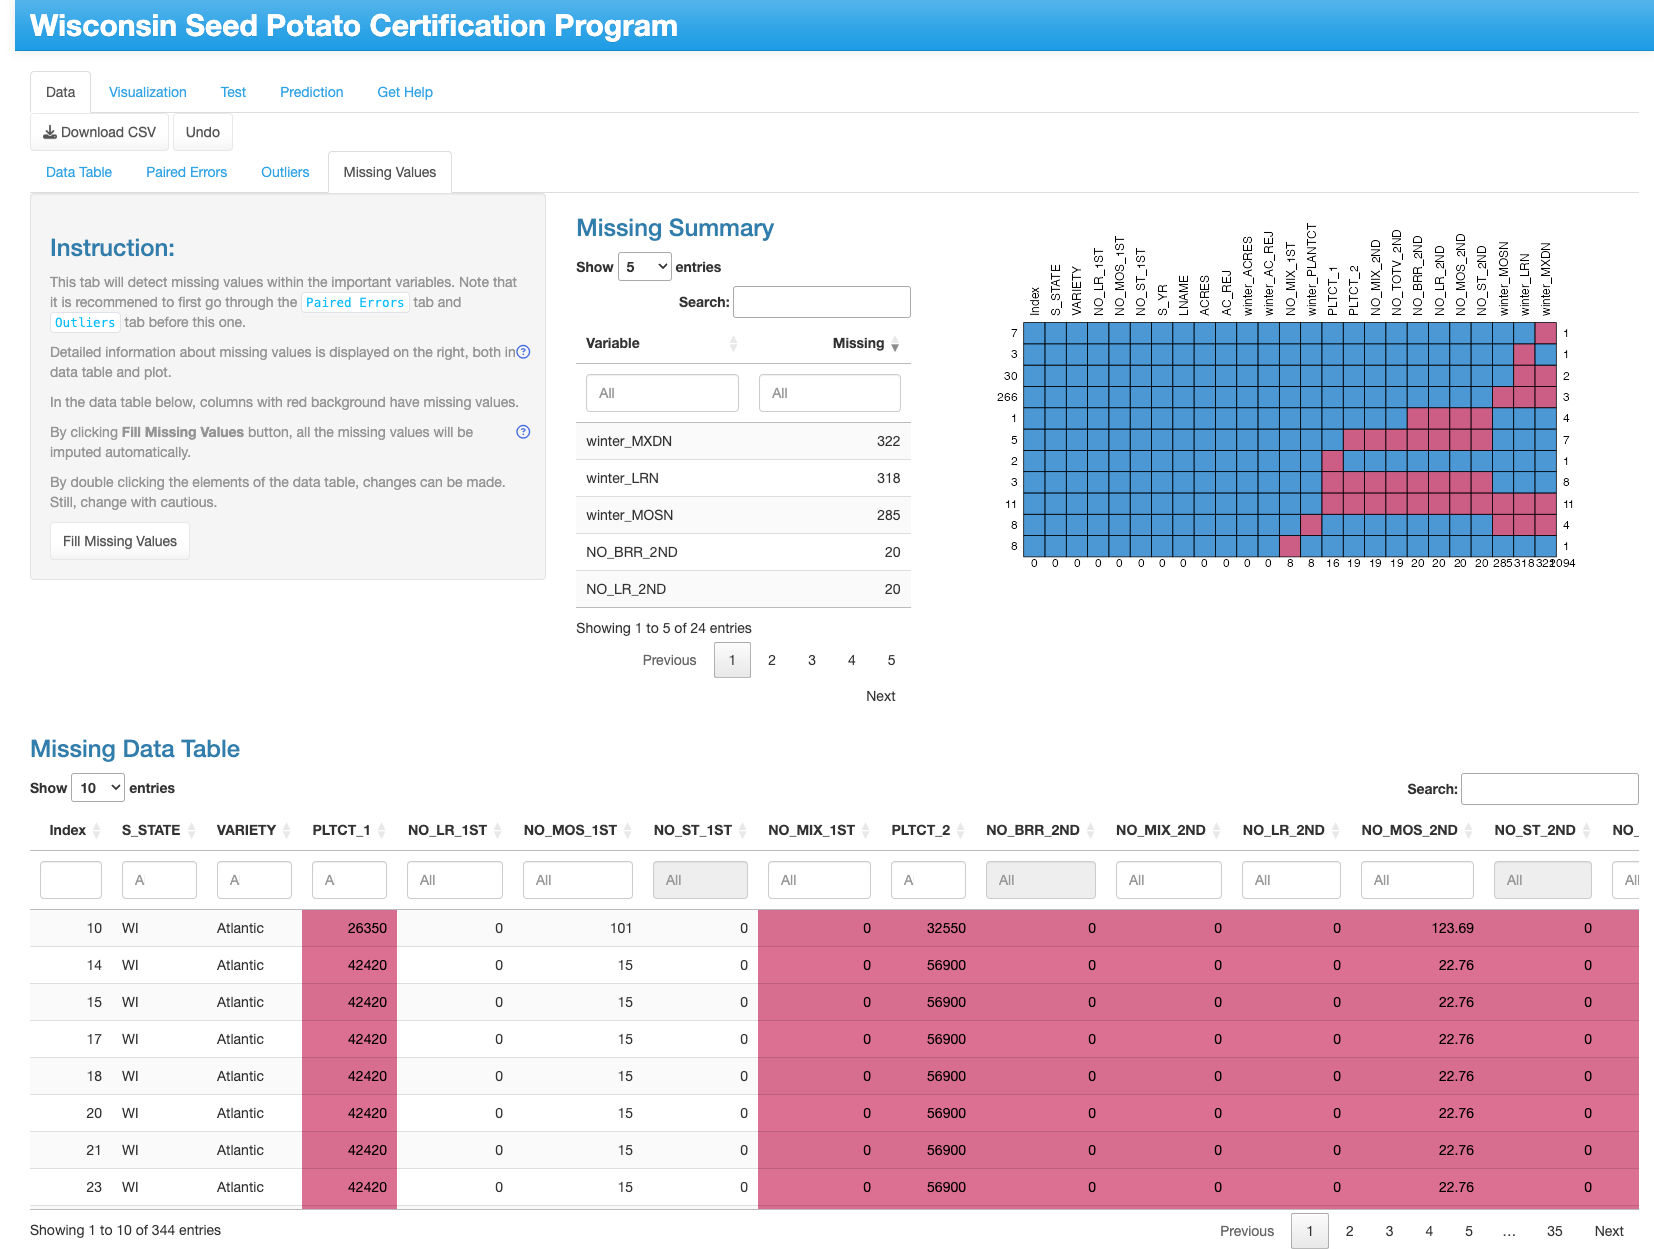 Wisconsin Seed Potato Certification Program
Data Visualization Test Prediction Get Help
Download CSV Undo
Data Table Paired Errors Outliers Missing Values
Instruction:
This tab will detect missing values within the important variables. Note that
it is recommened to first go through the Paired Errors tab and
Outliers tab before this one.
Detailed information about missing values is displayed on the right, both in
data table and plot.
In the data table below, columns with red background have missing values.
By clicking Fill Missing Values button, all the missing values will be
imputed automatically.
By double clicking the elements of the data table, changes can be made.
Still, change with cautious.
Fill Missing Values
Missing Summary
Show 5 entries
Search:
Variable Missing
All All
winter_MXDN 322
winter_LRN 318
winter_MOSN 285
NO_BRR_2ND 20
NO_LR_2ND 20
Showing 1 to 5 of 24 entries
Previous 1 2 3 4 5
Next
Index S_STATE VARIETY NO_LR_1ST NO_MOS_1ST NO_ST_1ST S_YR LNAME ACRES AC_REJ winter_ACRES winter_AC_REJ NO_MIX_1ST winter_PLANTCT PLTCT_1 PLTCT_2 NO_MIX_2ND NO_TOTV_2ND NO_BRR_2ND NO_LR_2ND NO_MOS_2ND NO_ST_2ND winter_MOSN winter_LRN winter_MXDN
7 1
3 1
30 2
266 3
1 4
5 7
2 1
3 8
11 11
8 4
8 1
0 0 0 0 0 0 0 0 0 0 0 0 8 8 16 19 19 19 20 20 20 20 285 318 322 2094
Missing Data Table
Show 10 entries
Search:
Index S_STATE VARIETY PLTCT_1 NO_LR_1ST NO_MOS_1ST NO_ST_1ST NO_MIX_1ST PLTCT_2 NO_BRR_2ND NO_MIX_2ND NO_LR_2ND NO_MOS_2ND NO_ST_2ND NO_
A A A All All All All A All All All All All All
10 WI Atlantic 26350 0 101 0 0 32550 0 0 0 123.69 0
14 WI Atlantic 42420 0 15 0 0 56900 0 0 0 22.76 0
15 WI Atlantic 42420 0 15 0 0 56900 0 0 0 22.76 0
17 WI Atlantic 42420 0 15 0 0 56900 0 0 0 22.76 0
18 WI Atlantic 42420 0 15 0 0 56900 0 0 0 22.76 0
20 WI Atlantic 42420 0 15 0 0 56900 0 0 0 22.76 0
21 WI Atlantic 42420 0 15 0 0 56900 0 0 0 22.76 0
23 WI Atlantic 42420 0 15 0 0 56900 0 0 0 22.76 0
Showing 1 to 10 of 344 entries
Previous 1 2 3 4 5 … 35 Next